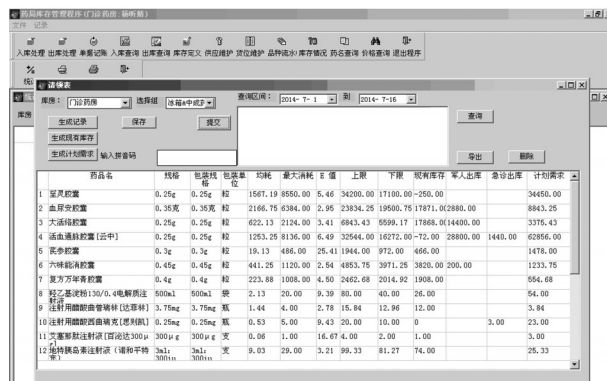 药局库存管理程序(门诊药房:杨昕茹)
文件 记录
入库处理 出库处理 单据记账 入库查询 出库查询 库存定义 供应维护 货位维护 品种流水 库存情况 药名查询 价格查询 退出程序
请领表
库房: 门诊药房 选择组 冰箱a中成药 查询区间: 2014- 7- 1 到 2014- 7-16
生成记录 保存 提交 查询
生成现有库存
生成计划需求 输入拼音码 导出 删除
药品名 规格 包装规格 包装单位 均耗 最大消耗 E 值 上限 下限 现有库存 军人出库 急诊出库 计划需求
1 至灵胶囊 0.25g 0.25g 粒 1567.19 8550.00 5.46 34200.00 17100.00 -250.00 34450.00
2 血尿安胶囊 0.35克 0.35克 粒 2166.75 6384.00 2.95 23834.25 19500.75 17871.00 2880.00 8843.25
3 大活络胶囊 0.25g 0.25g 粒 622.13 2124.00 3.41 6843.43 5599.17 17868.00 14400.00 3375.43
4 活血通脉胶囊[云中] 0.25g 0.25g 粒 1253.25 8136.00 6.49 32544.00 16272.00 -72.00 28800.00 1440.00 62856.00
5 芪参胶囊 0.3g 0.3g 粒 19.13 486.00 25.41 1944.00 972.00 466.00 1478.00
6 六味能消胶囊 0.45g 0.45g 粒 441.25 1120.00 2.54 4853.75 3971.25 3820.00 200.00 1233.75
7 复方万年青胶囊 0.4g 0.4g 粒 223.88 1008.00 4.50 2462.68 2014.92 1908.00 554.68
8 羟乙基淀粉130/0.4电解质注射液 500ml 500ml 袋 2.13 20.00 9.39 80.00 40.00 26.00 54.00
9 注射用醋酸曲普瑞林[达菲林] 3.75mg 3.75mg 瓶 1.44 4.00 2.78 15.84 12.96 12.00 3.84
10 注射用醋酸西曲瑞克[思则凯] 0.25mg 0.25mg 瓶 0.53 5.00 9.43 20.00 10.00 0 3.00 23.00
11 艾塞那肽注射液[百泌达300μ 300μg 300μg 支 0.06 1.00 16.67 4.00 2.00 1.00 3.00
12 地特胰岛素注射液(诺和平特充) 3ml: 300iu 3ml: 300iu 支 9.03 29.00 3.21 99.33 81.27 74.00 25.33